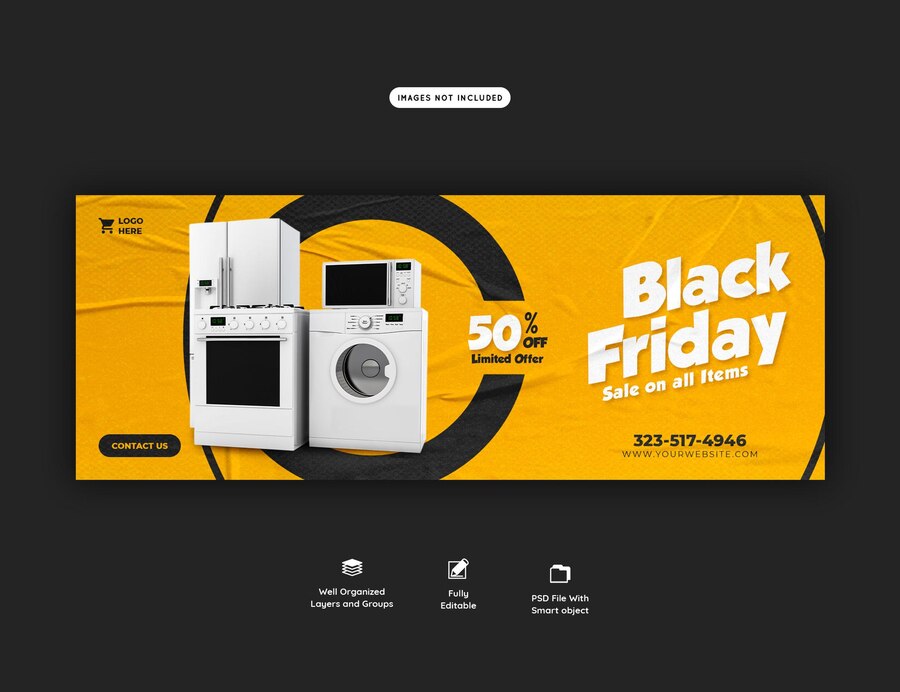 IMAGES NOT INCLUDED
LOGO
HERE
50%
OFF
Limited Offer
Black
Friday
Sale on all Items
CONTACT US
323-517-4946
WWW.YOURWEBSITE.COM
Well Organized
Layers and Groups
Fully
Editable
PSD File With
Smart object